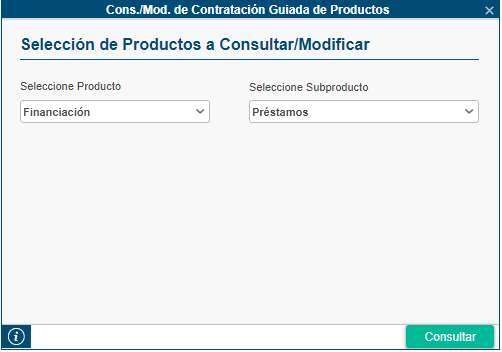 Cons./Mod. de Contratación Guiada de Productos
Selección de Productos a Consultar/Modificar
Seleccione Producto
Seleccione Subproducto
Financiación
Préstamos
Consultar